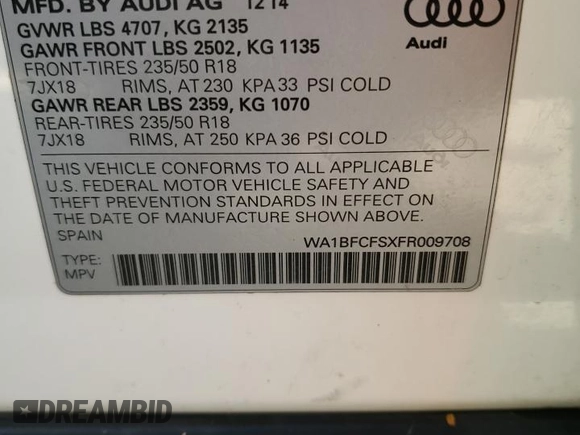 MFD. BY AUDI AG 12 14
GVWR LBS 4707, KG 2135
GAWR FRONT LBS 2502, KG 1135
FRONT-TIRES 235/50 R18
7JX18 RIMS, AT 230 KPA 33 PSI COLD
GAWR REAR LBS 2359, KG 1070
REAR-TIRES 235/50 R18
7JX18 RIMS, AT 250 KPA 36 PSI COLD
Audi
THIS VEHICLE CONFORMS TO ALL APPLICABLE
U.S. FEDERAL MOTOR VEHICLE SAFETY AND
THEFT PREVENTION STANDARDS IN EFFECT ON
THE DATE OF MANUFACTURE SHOWN ABOVE.
SPAIN WA1BFCFSXFR009708
TYPE:
MPV
DREAMBID